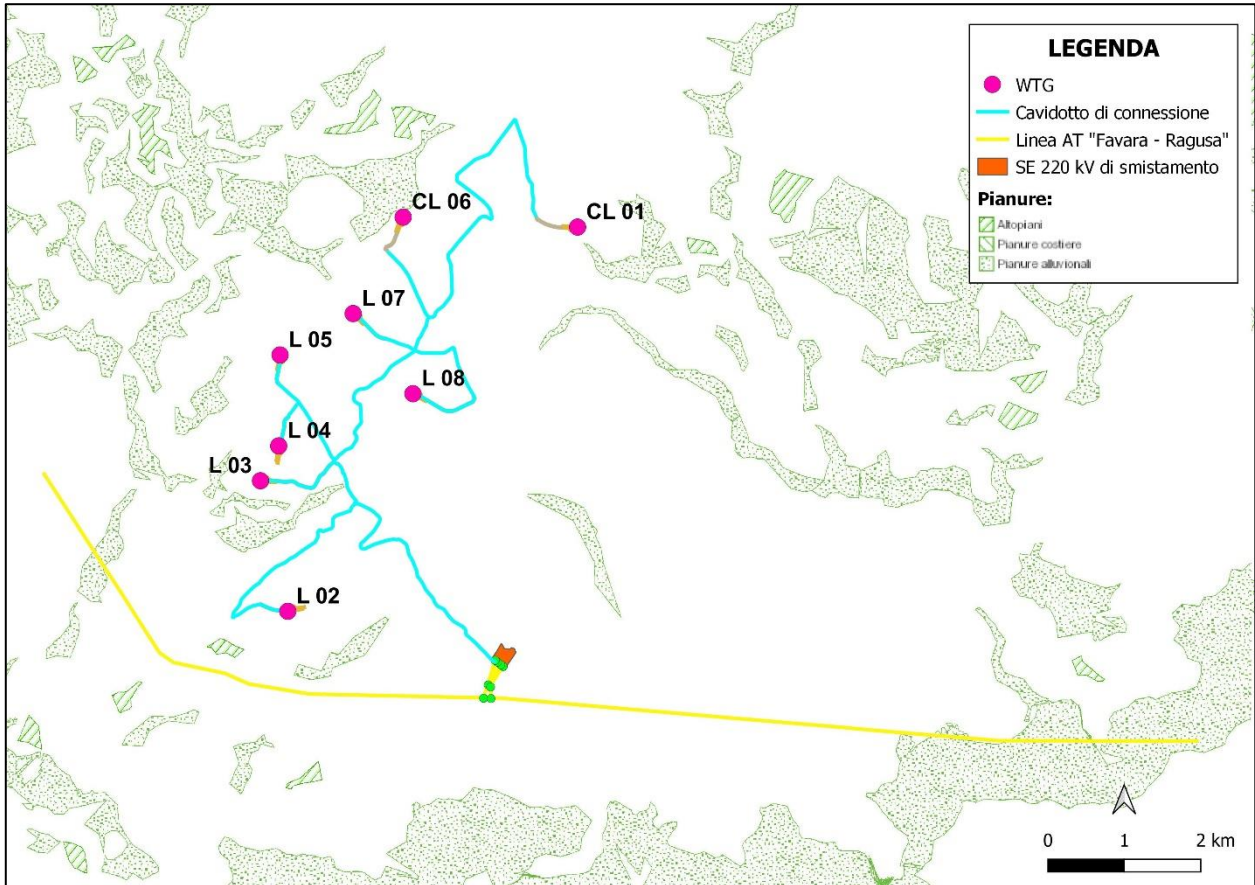 LEGENDA
WTG
Cavidotto di connessione
Linea AT "Favara - Ragusa"
SE 220 kV di smistamento
Pianure:
Altopiani
Pianure costiere
Pianure alluvionali
CL 06
CL 01
L 07
L 05
L 08
L 04
L 03
L 02
0 1 2 km